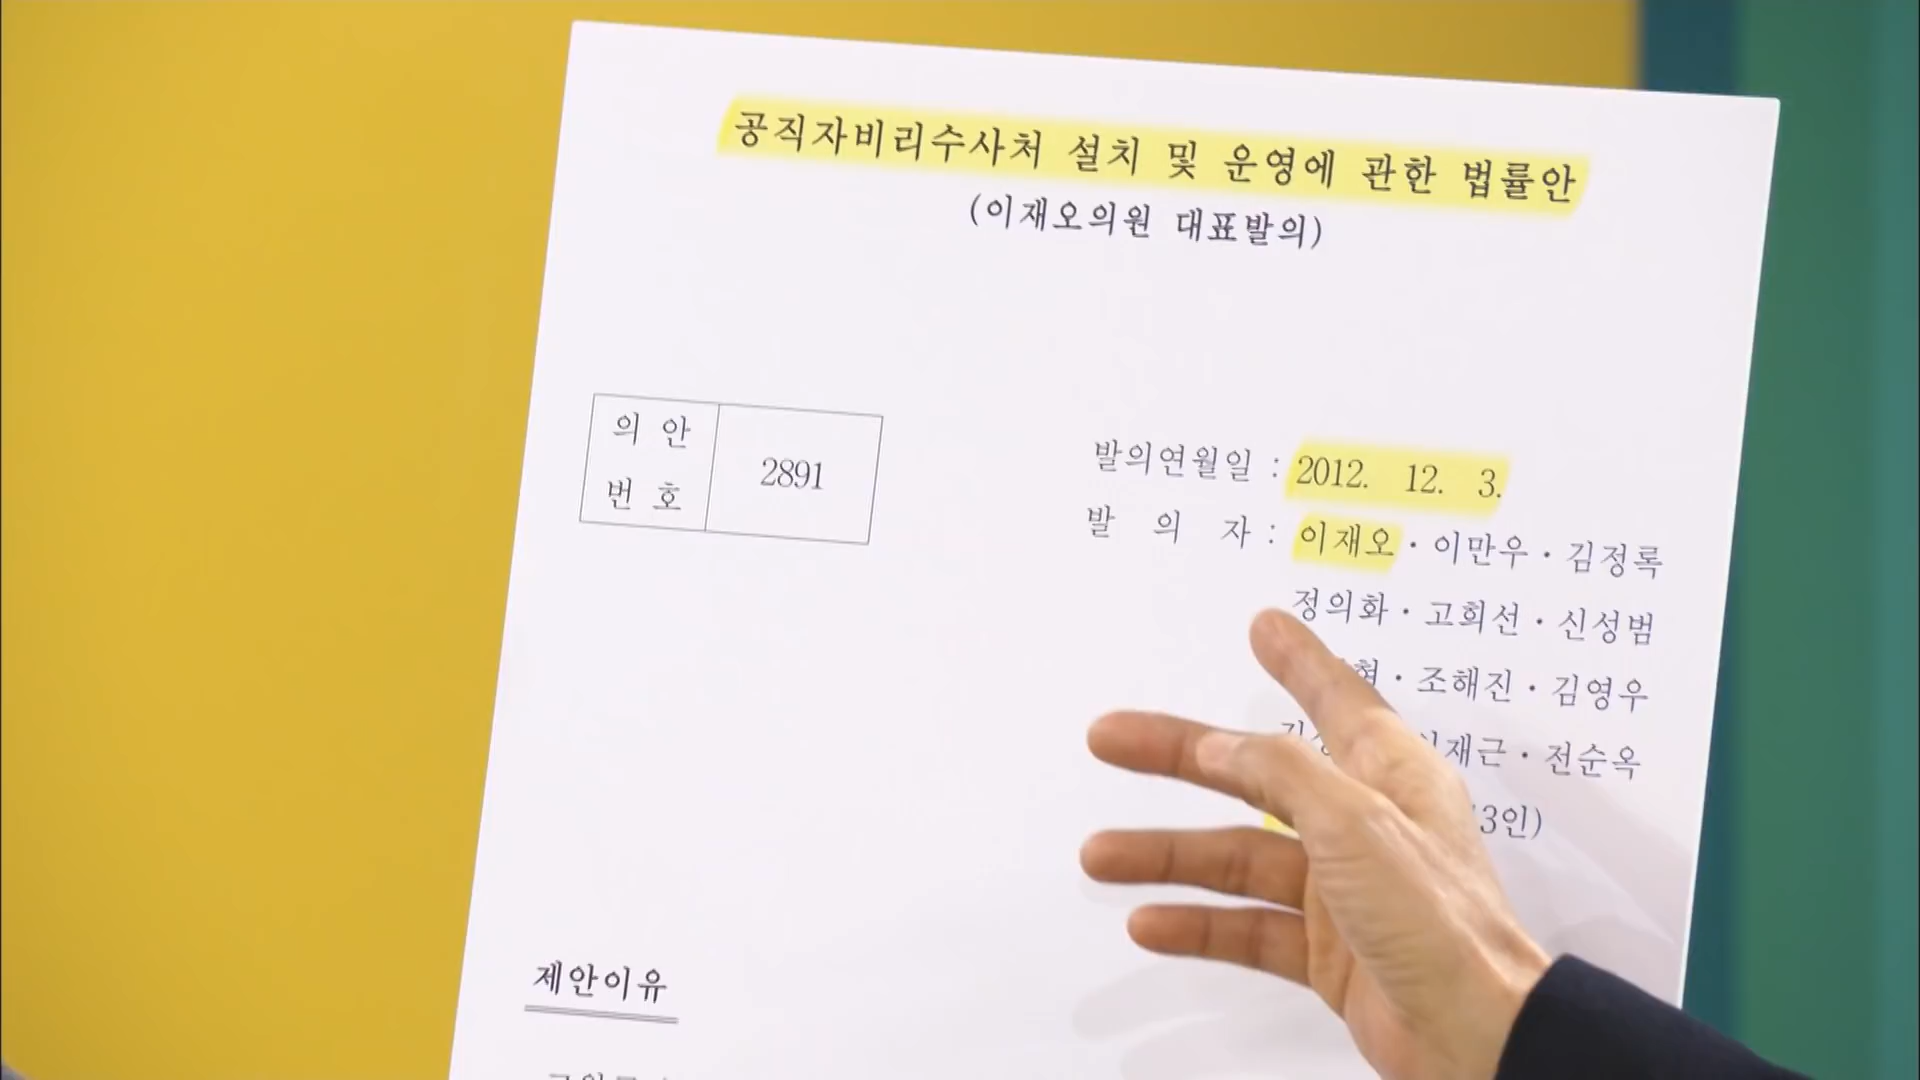 공직자비리수사처 설치 및 운영에 관한 법률안
(이재오의원 대표발의)
의 안
번 호
2891
발의연월일 : 2012. 12. 3.
발 의 자 : 이재오 · 이만우 · 김정록
정의화 · 고희선 · 신성범
· 조해진 · 김영우
· 전순옥
3인)
제안이유